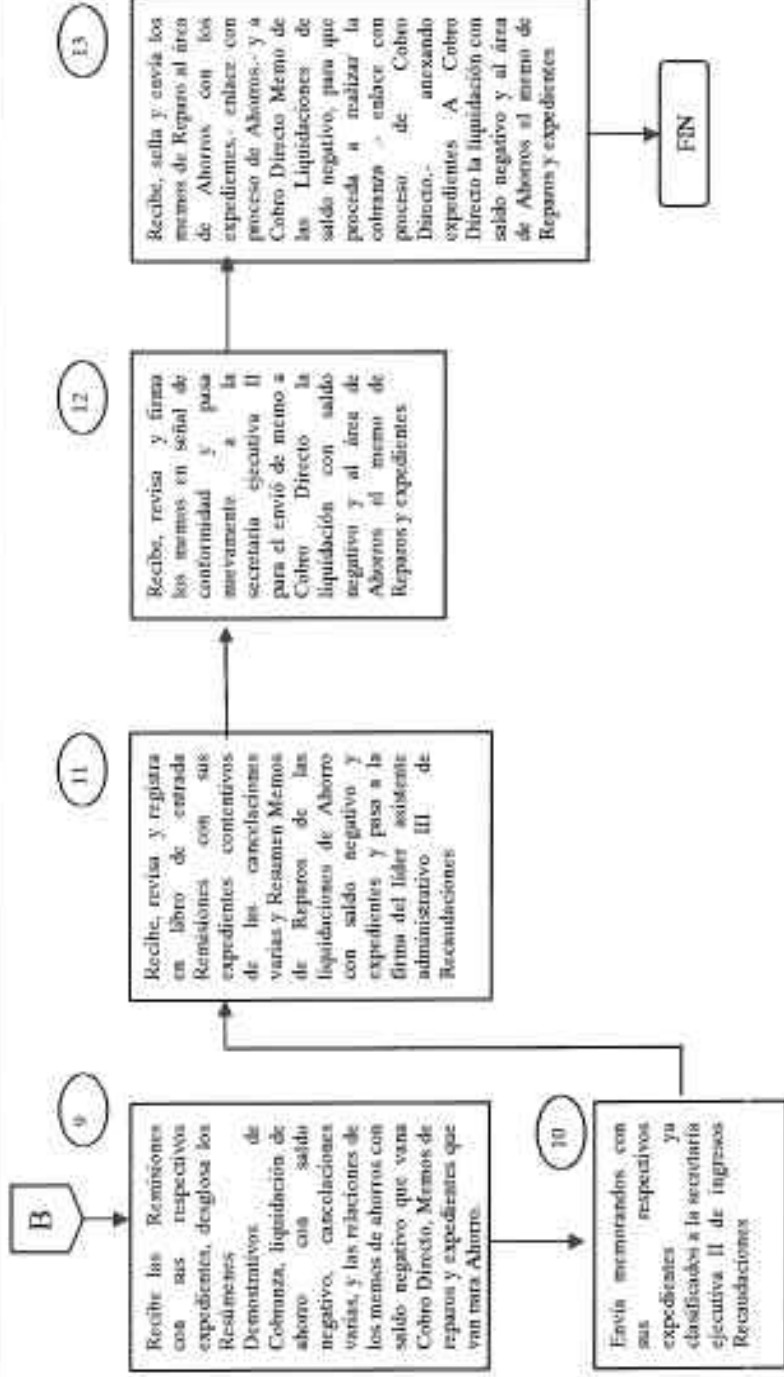 B
9
Recibe las Remisiones
con sus respectivos
expedientes, desglosa los
Resúmenes
Demostrativos de
Cobranza, liquidación de
ahorro con saldo
negativo, cancelaciones
varias, y las relaciones de
los memos de ahorros con
saldo negativo que vana
Cobro Directo, Memos de
reparos y expedientes que
van para Ahorro.
10
Envía memorandos con
sus respectivos
expedientes ya
clasificados a la secretaria
ejecutiva II de ingresos
Recaudaciones
11
Recibe, revisa y registra
en libro de entrada
Remisiones con sus
expedientes contentivos
de las cancelaciones
varias y Resumen Memos
de Reparos de las
liquidaciones de Ahorro
con saldo negativo y
expedientes y pasa a la
firma del líder asistente
administrativo III de
Recaudaciones
12
Recibe, revisa y firma
los memos en señal de
conformidad y pasa
nuevamente a la
secretaria ejecutiva II
para el envió de memo a
Cobro Directo la
liquidación con saldo
negativo y al área de
Ahorros el memo de
Reparos y expedientes
13
Recibe, sella y envía los
memos de Reparo al área
de Ahorros con los
expedientes,- enlace con
proceso de Ahorros.- y a
Cobro Directo Memo de
las Liquidaciones de
saldo negativo, para que
proceda a realizar la
cobranza .- enlace con
proceso de Cobro
Directo.- anexando
expedientes A Cobro
Directo la liquidación con
saldo negativo y al área
de Ahorros el memo de
Reparos y expedientes
FIN